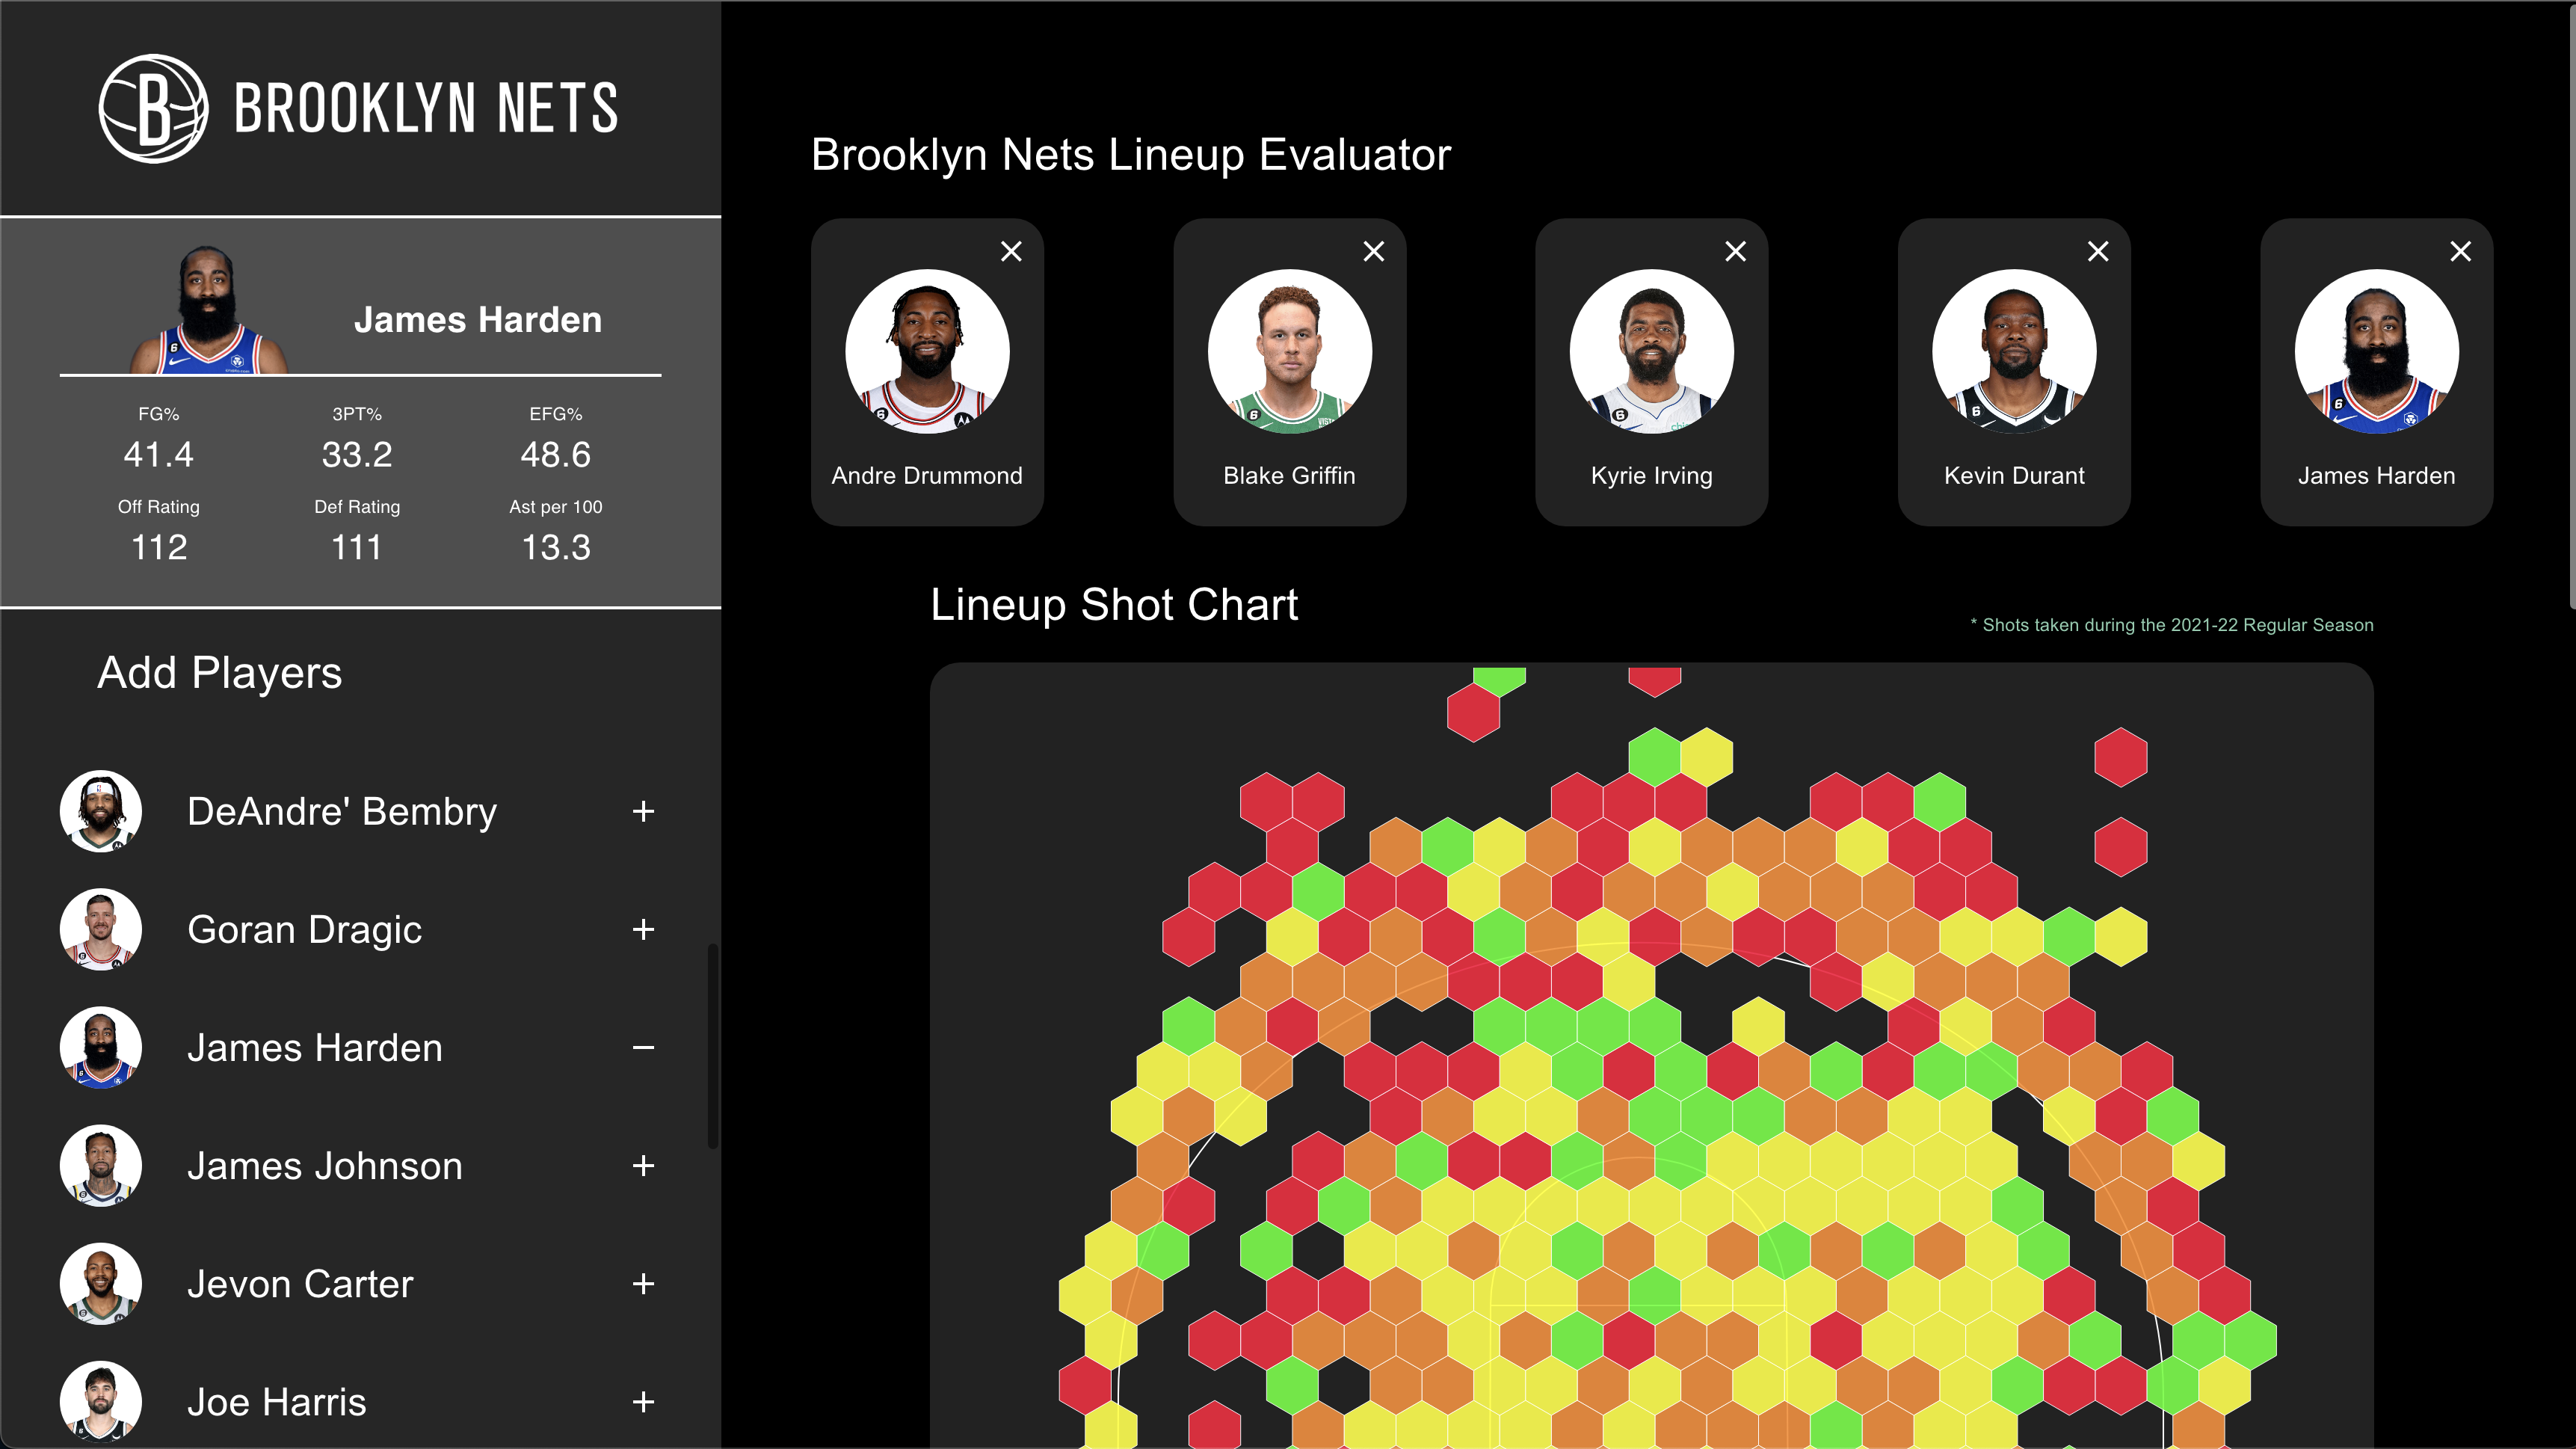 B BROOKLYN NETS
James Harden
FG% 3PT% EFG%
41.4 33.2 48.6
Off Rating Def Rating Ast per 100
112 111 13.3
Add Players
DeAndre' Bembry +
Goran Dragic +
James Harden −
James Johnson +
Jevon Carter +
Joe Harris +
Brooklyn Nets Lineup Evaluator
Andre Drummond
Blake Griffin
Kyrie Irving
Kevin Durant
James Harden
Lineup Shot Chart
* Shots taken during the 2021-22 Regular Season